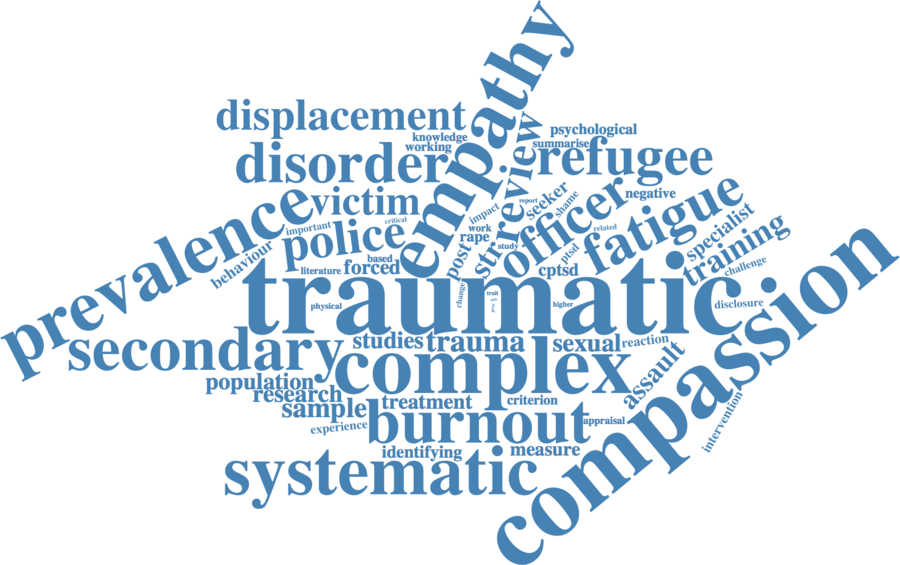 empathy
displacement
knowledge
working
psychological
summarise
disorder
review
refugee
prevalence
victim
seeker
shame
officer
negative
fatigue
specialist
training
report
impact
critical
important
police
behaviour
work
rape
study
related
ptsd
post
str
based
literature
forced
cptsd
challenge
traumatic
change
trait
physical
higher
disclosure
compassion
secondary
studies
trauma
sexual
reaction
complex
assault
population
research
sample
treatment
criterion
experience
burnout
appraisal
intervention
identifying
measure
systematic